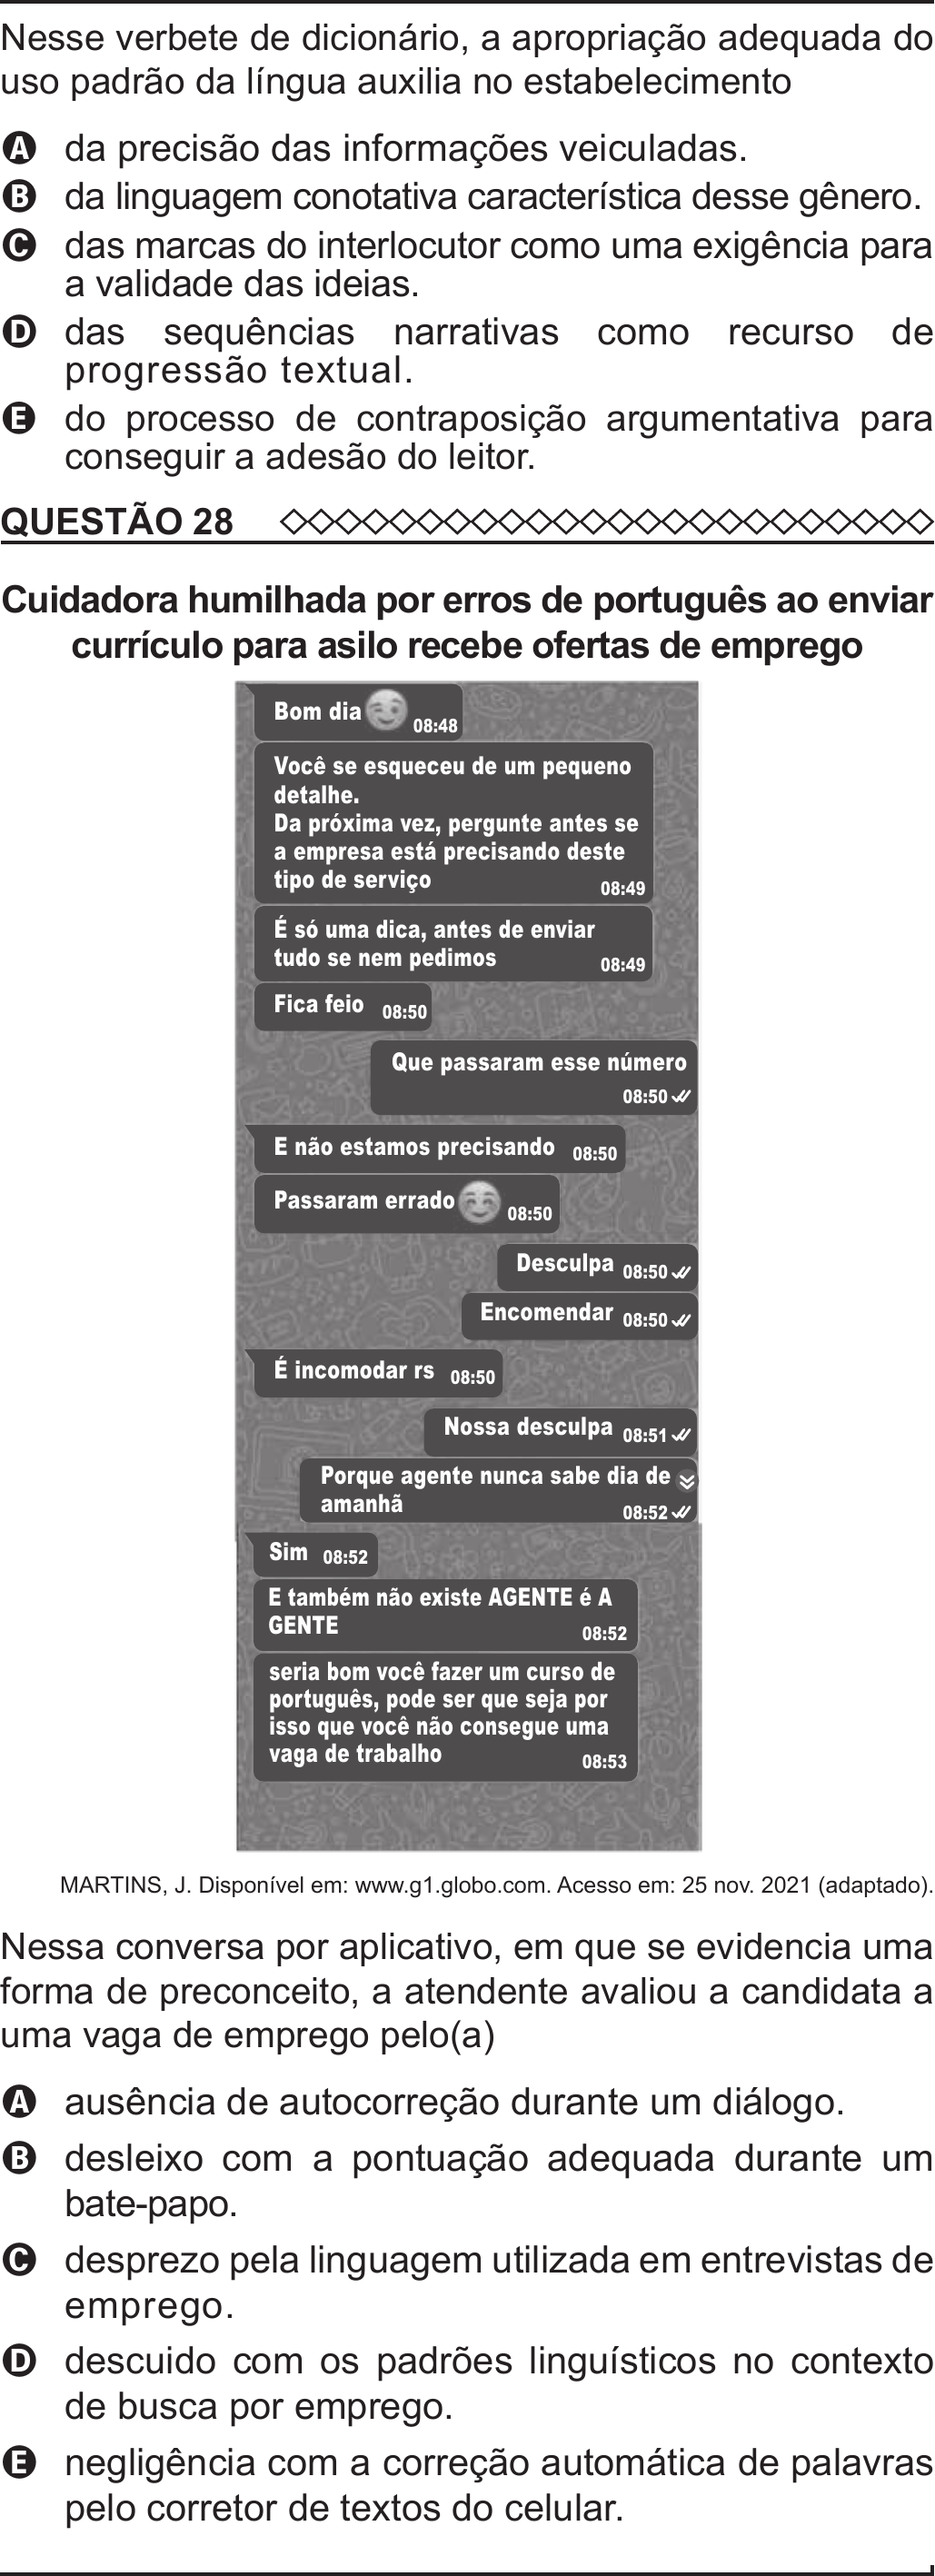 Nesse verbete de dicionário, a apropriação adequada do
uso padrão da língua auxilia no estabelecimento
A da precisão das informações veiculadas.
B da linguagem conotativa característica desse gênero.
C das marcas do interlocutor como uma exigência para
a validade das ideias.
D das sequências narrativas como recurso de
progressão textual.
E do processo de contraposição argumentativa para
conseguir a adesão do leitor.
QUESTÃO 28
Cuidadora humilhada por erros de português ao enviar
currículo para asilo recebe ofertas de emprego
Bom dia 08:48
Você se esqueceu de um pequeno
detalhe.
Da próxima vez, pergunte antes se
a empresa está precisando deste
tipo de serviço 08:49
É só uma dica, antes de enviar
tudo se nem pedimos 08:49
Fica feio 08:50
Que passaram esse número
08:50
E não estamos precisando 08:50
Passaram errado 08:50
Desculpa 08:50
Encomendar 08:50
É incomodar rs 08:50
Nossa desculpa 08:51
Porque agente nunca sabe dia de
amanhã 08:52
Sim 08:52
E também não existe AGENTE é A
GENTE 08:52
seria bom você fazer um curso de
português, pode ser que seja por
isso que você não consegue uma
vaga de trabalho 08:53
MARTINS, J. Disponível em: www.g1.globo.com. Acesso em: 25 nov. 2021 (adaptado).
Nessa conversa por aplicativo, em que se evidencia uma
forma de preconceito, a atendente avaliou a candidata a
uma vaga de emprego pelo(a)
A ausência de autocorreção durante um diálogo.
B desleixo com a pontuação adequada durante um
bate-papo.
C desprezo pela linguagem utilizada em entrevistas de
emprego.
D descuido com os padrões linguísticos no contexto
de busca por emprego.
E negligência com a correção automática de palavras
pelo corretor de textos do celular.